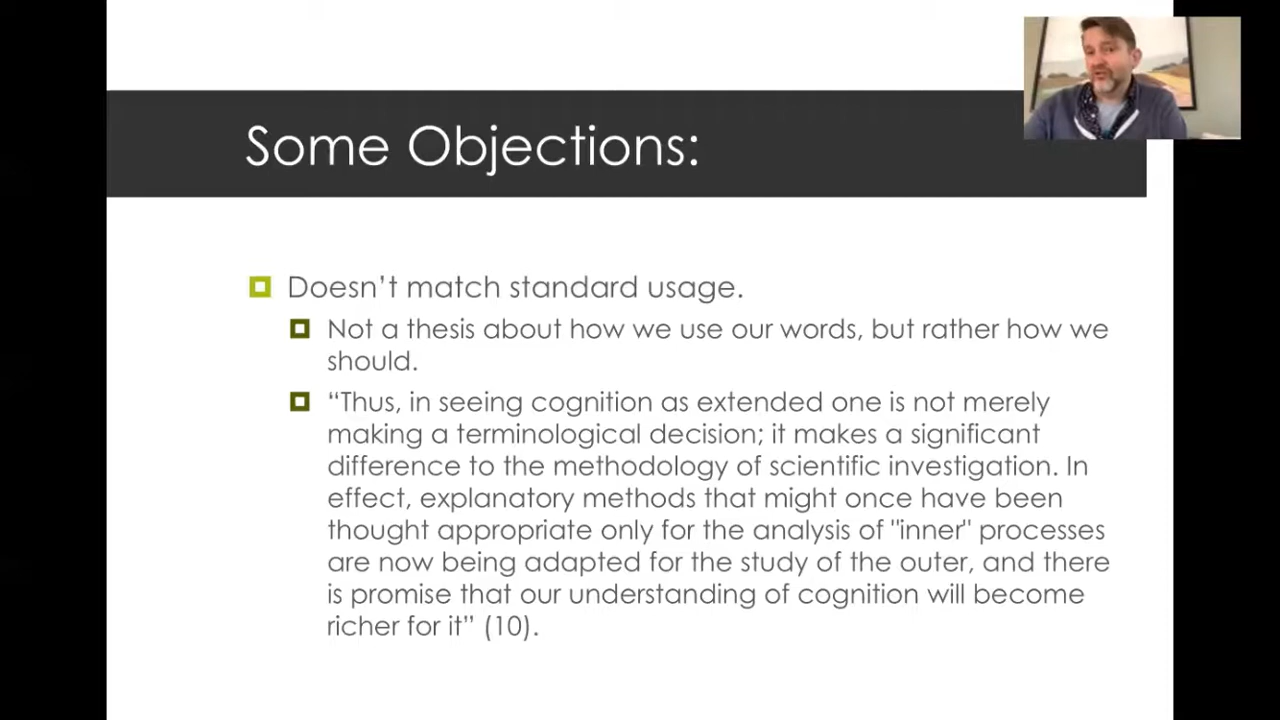 Some Objections:
Doesn’t match standard usage.
Not a thesis about how we use our words, but rather how we
should.
“Thus, in seeing cognition as extended one is not merely
making a terminological decision; it makes a significant
difference to the methodology of scientific investigation. In
effect, explanatory methods that might once have been
thought appropriate only for the analysis of "inner" processes
are now being adapted for the study of the outer, and there
is promise that our understanding of cognition will become
richer for it” (10).